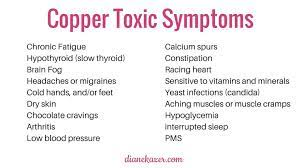 Copper Toxic Symptoms
Chronic Fatigue
Hypothyroid (slow thyroid)
Brain Fog
Headaches or migraines
Cold hands, and/or feet
Dry skin
Chocolate cravings
Arthritis
Low blood pressure
Calcium spurs
Constipation
Racing heart
Sensitive to vitamins and minerals
Yeast infections (candida)
Aching muscles or muscle cramps
Hypoglycemia
interrupted sleep
PMS
dianekazer.com